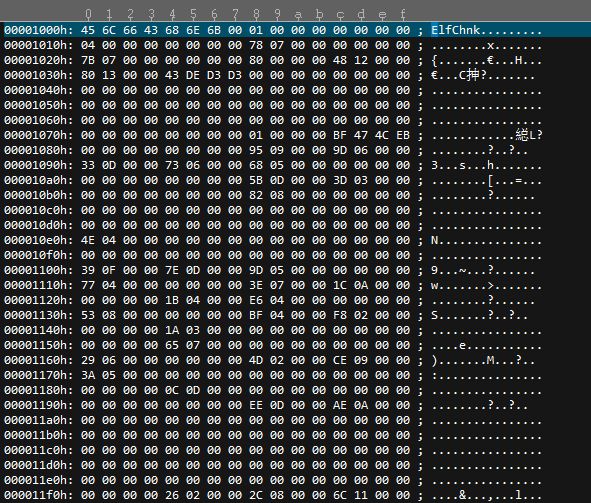 0 1 2 3 4 5 6 7 8 9 a b c d e f
00001000h: 45 6C 66 43 68 6E 6B 00 01 00 00 00 00 00 00 00 ; ElfChnk.........
00001010h: 04 00 00 00 00 00 00 00 78 07 00 00 00 00 00 00 ; ........x.......
00001020h: 7B 07 00 00 00 00 00 00 80 00 00 00 48 12 00 00 ; {.......€...H...
00001030h: 80 13 00 00 43 DE D3 D3 00 00 00 00 00 00 00 00 ; €...C抻?........
00001040h: 00 00 00 00 00 00 00 00 00 00 00 00 00 00 00 00 ; ................
00001050h: 00 00 00 00 00 00 00 00 00 00 00 00 00 00 00 00 ; ................
00001060h: 00 00 00 00 00 00 00 00 00 00 00 00 00 00 00 00 ; ................
00001070h: 00 00 00 00 00 00 00 00 01 00 00 00 BF 47 4C EB ; ............縂L?
00001080h: 00 00 00 00 00 00 00 00 95 09 00 00 9D 06 00 00 ; ........?..?..
00001090h: 33 0D 00 00 73 06 00 00 68 05 00 00 00 00 00 00 ; 3...s...h.......
000010a0h: 00 00 00 00 00 00 00 00 5B 0D 00 00 3D 03 00 00 ; ........[...=...
000010b0h: 00 00 00 00 00 00 00 00 82 08 00 00 00 00 00 00 ; ........?......
000010c0h: 00 00 00 00 00 00 00 00 00 00 00 00 00 00 00 00 ; ................
000010d0h: 00 00 00 00 00 00 00 00 00 00 00 00 00 00 00 00 ; ................
000010e0h: 4E 04 00 00 00 00 00 00 00 00 00 00 00 00 00 00 ; N...............
000010f0h: 00 00 00 00 00 00 00 00 00 00 00 00 00 00 00 00 ; ................
00001100h: 39 0F 00 00 7E 0D 00 00 9D 05 00 00 00 00 00 00 ; 9...~...?......
00001110h: 77 04 00 00 00 00 00 00 3E 07 00 00 1C 0A 00 00 ; w.......>.......
00001120h: 00 00 00 00 1B 04 00 00 E6 04 00 00 00 00 00 00 ; ........?......
00001130h: 53 08 00 00 00 00 00 00 BF 04 00 00 F8 02 00 00 ; S.......?..?..
00001140h: 00 00 00 00 1A 03 00 00 00 00 00 00 00 00 00 00 ; ................
00001150h: 00 00 00 00 65 07 00 00 00 00 00 00 00 00 00 00 ; ....e...........
00001160h: 29 06 00 00 00 00 00 00 4D 02 00 00 CE 09 00 00 ; ).......M...?..
00001170h: 3A 05 00 00 00 00 00 00 00 00 00 00 00 00 00 00 ; :...............
00001180h: 00 00 00 00 0C 0D 00 00 00 00 00 00 00 00 00 00 ; ................
00001190h: 00 00 00 00 00 00 00 00 EE 0D 00 00 AE 0A 00 00 ; ........?..?..
000011a0h: 00 00 00 00 00 00 00 00 00 00 00 00 00 00 00 00 ; ................
000011b0h: 00 00 00 00 00 00 00 00 00 00 00 00 00 00 00 00 ; ................
000011c0h: 00 00 00 00 00 00 00 00 00 00 00 00 00 00 00 00 ; ................
000011d0h: 00 00 00 00 00 00 00 00 00 00 00 00 00 00 00 00 ; ................
000011e0h: 00 00 00 00 00 00 00 00 00 00 00 00 00 00 00 00 ; ................
000011f0h: 00 00 00 00 26 02 00 00 2C 08 00 00 6C 11 00 00 ; ....&...,...l...